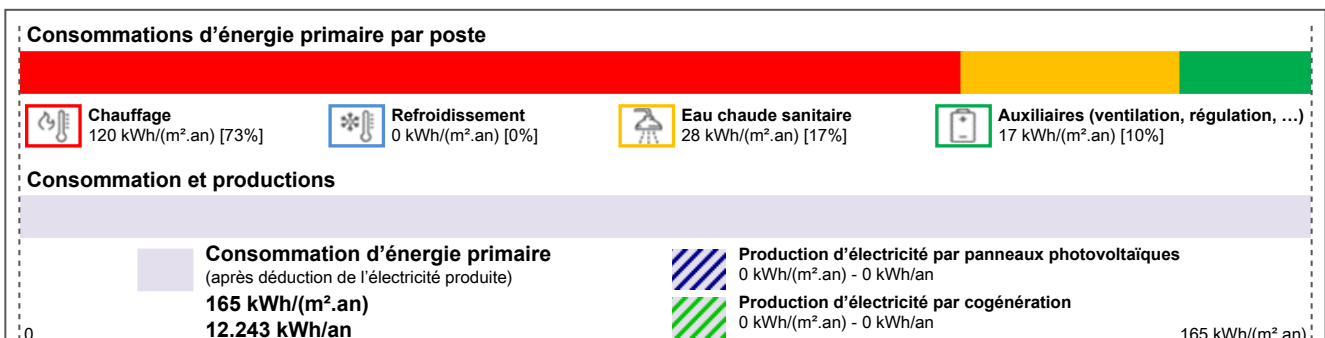 Consommations d’énergie primaire par poste
Chauffage
120 kWh/(m².an) [73%]
Refroidissement
0 kWh/(m².an) [0%]
Eau chaude sanitaire
28 kWh/(m².an) [17%]
Auxiliaires (ventilation, régulation, …)
17 kWh/(m².an) [10%]
Consommation et productions
Consommation d’énergie primaire
(après déduction de l’électricité produite)
165 kWh/(m².an)
12.243 kWh/an
Production d’électricité par panneaux photovoltaïques
0 kWh/(m².an) - 0 kWh/an
Production d’électricité par cogénération
0 kWh/(m².an) - 0 kWh/an
0
165 kWh/(m².an)